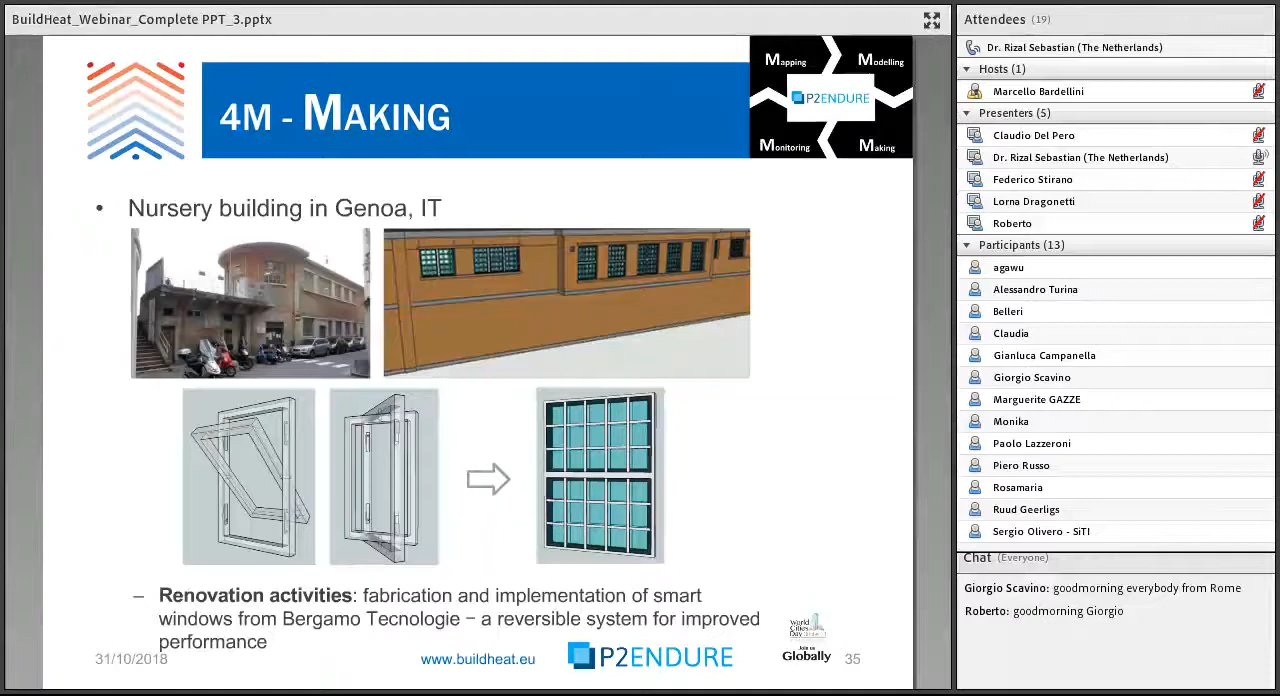 BuildHeat_Webinar_Complete PPT_3.pptx
4M - MAKING
Mapping
Modelling
P2ENDURE
Monitoring
Making
• Nursery building in Genoa, IT
– Renovation activities: fabrication and implementation of smart
windows from Bergamo Tecnologie – a reversible system for improved
performance
31/10/2018
www.buildheat.eu
P2ENDURE
World
Cities
Day
Join us
Globally
35
Attendees (19)
Dr. Rizal Sebastian (The Netherlands)
Hosts (1)
Marcello Bardellini
Presenters (5)
Claudio Del Pero
Dr. Rizal Sebastian (The Netherlands)
Federico Stirano
Lorna Dragonetti
Roberto
Participants (13)
agawu
Alessandro Turina
Belleri
Claudia
Gianluca Campanella
Giorgio Scavino
Marguerite GAZZE
Monika
Paolo Lazzeroni
Piero Russo
Rosamaria
Ruud Geerligs
Sergio Olivero - SiTI
Chat (Everyone)
Giorgio Scavino: goodmorning everybody from Rome
Roberto: goodmorning Giorgio